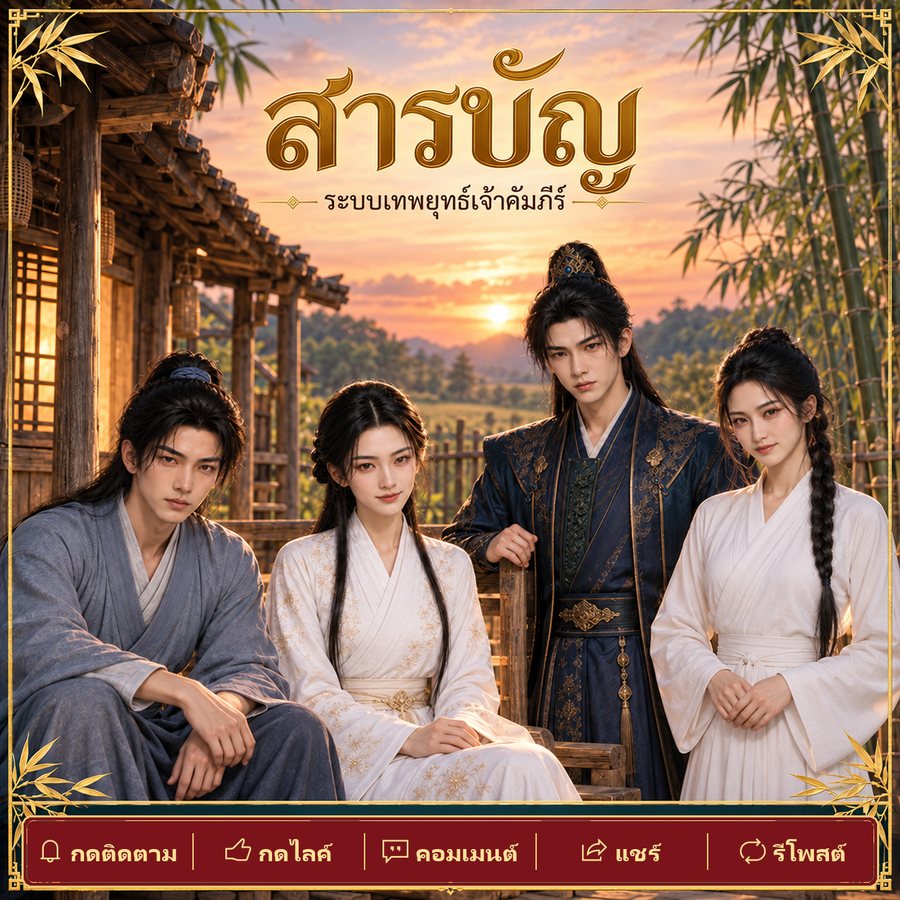 สารบัญ
ระบบเทพยุทธ์เจ้าคัมภีร์
กดติดตาม
กดไลค์
คอมเมนต์
แชร์
รีโพสต์